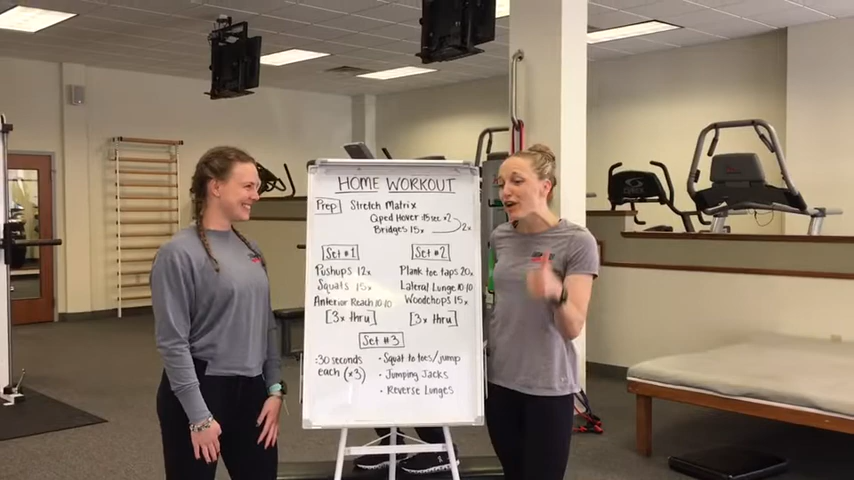 HOME WORKOUT
Prep Stretch Matrix
Qped Hover :15 sec × 2
Bridges 15x 2x
Set #1
Pushups 12x
Squats 15x
Anterior Reach 10/10
[3x thru]
Set #2
Plank toe taps 20x
Lateral Lunge 10/10
Woodchops 15x
[3x thru]
Set #3
:30 seconds each (×3)
• Squat to toes/jump
• Jumping Jacks
• Reverse Lunges